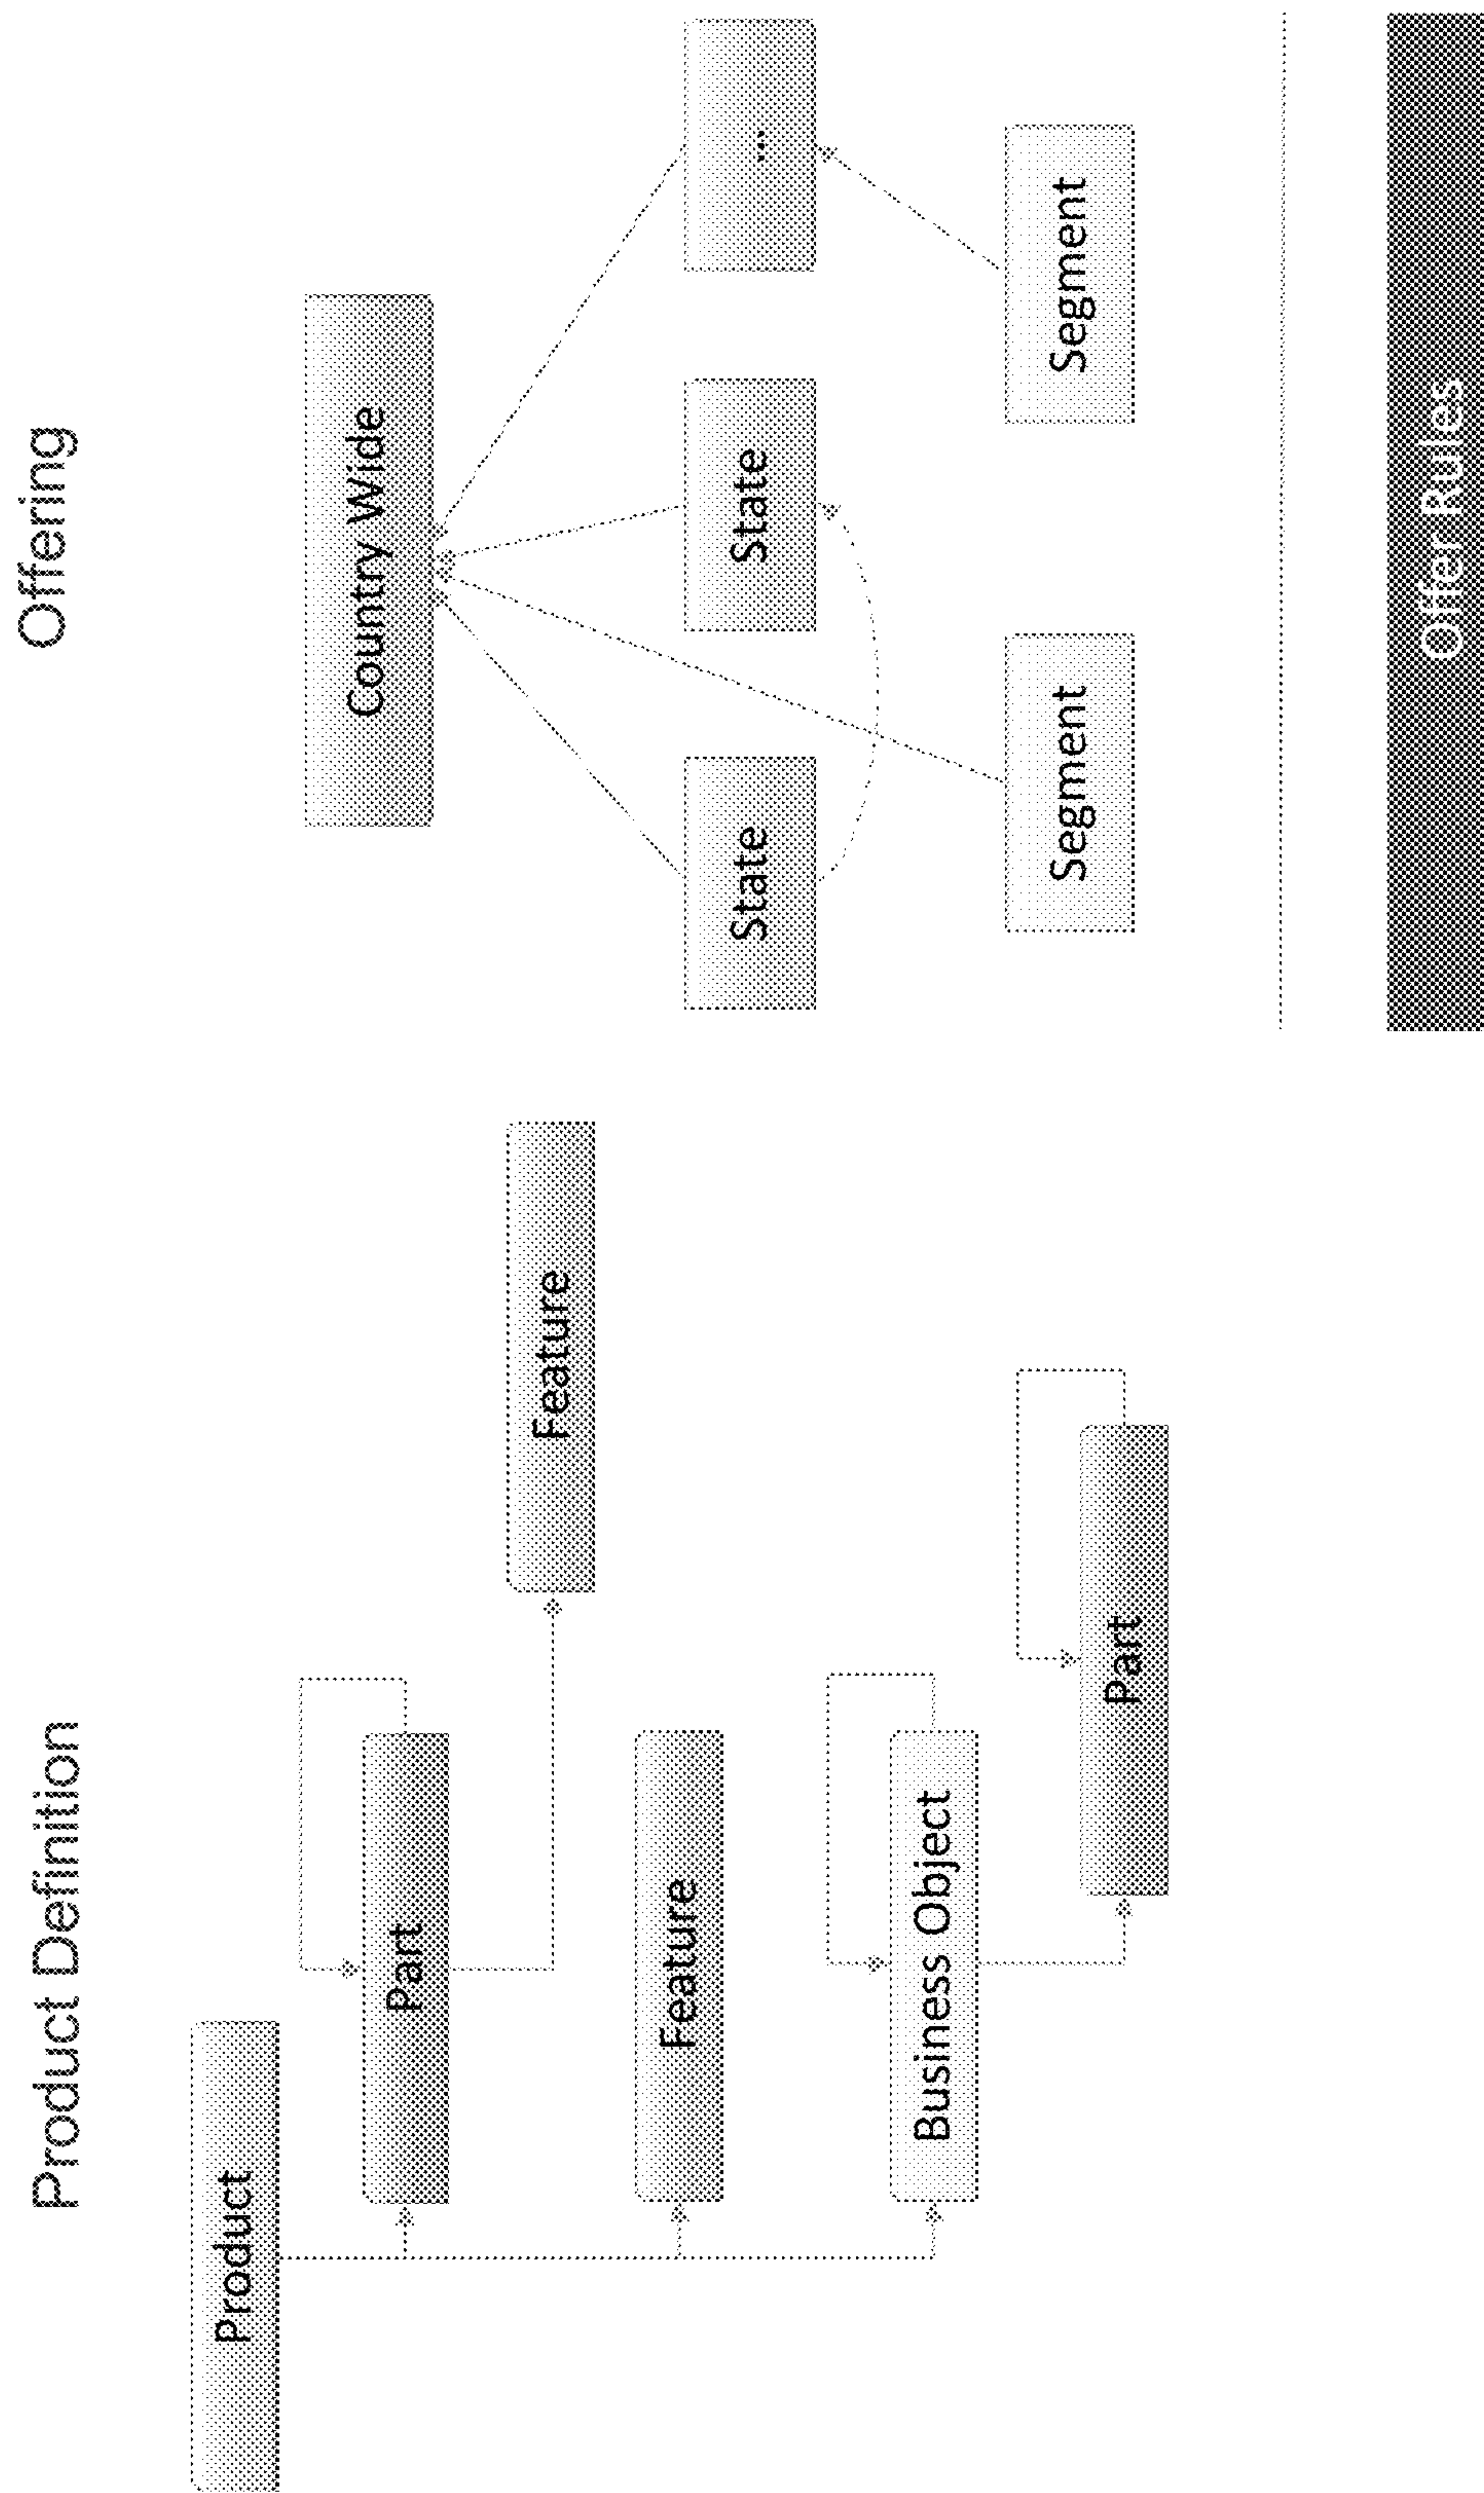 Product Definition
Product
Part
Feature
Feature
Business Object
Part
Offering
Country Wide
State
State
...
Segment
Segment
Offer Rules